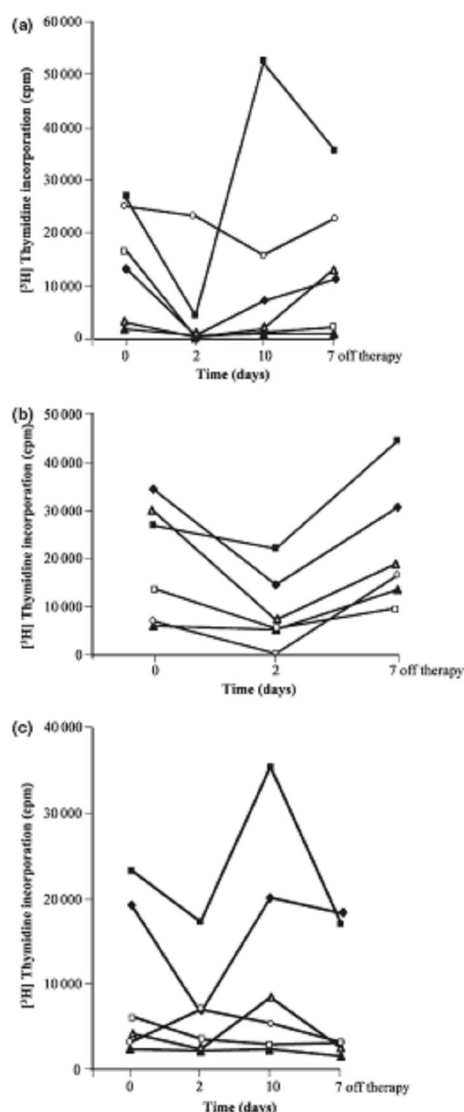 (a)
[³H] Thymidine incorporation (cpm)
60 000
50 000
40 000
30 000
20 000
10 000
0
0 2 10 7 off therapy
Time (days)
(b)
[³H] Thymidine incorporation (cpm)
50 000
40 000
30 000
20 000
10 000
0
0 2 7 off therapy
Time (days)
(c)
[³H] Thymidine incorporation (cpm)
40 000
30 000
20 000
10 000
0
0 2 10 7 off therapy
Time (days)